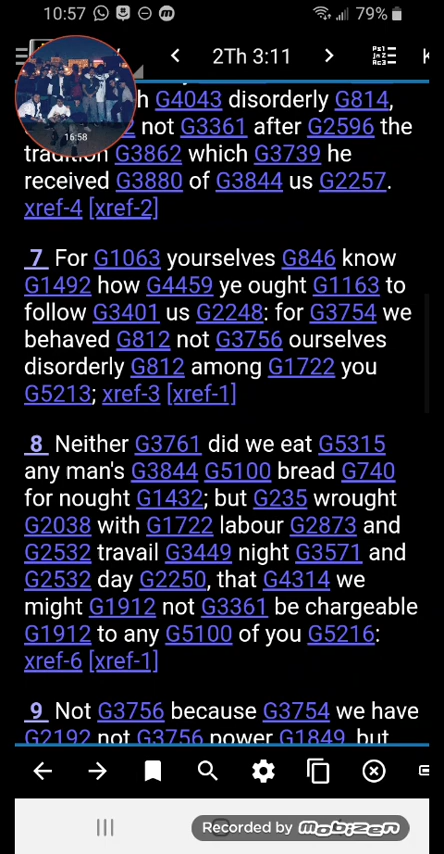 10:57 79%
2Th 3:11
h G4043 disorderly G814,
not G3361 after G2596 the
tradition G3862 which G3739 he
received G3880 of G3844 us G2257.
xref-4 [xref-2]
16:58
7 For G1063 yourselves G846 know
G1492 how G4459 ye ought G1163 to
follow G3401 us G2248: for G3754 we
behaved G812 not G3756 ourselves
disorderly G812 among G1722 you
G5213; xref-3 [xref-1]
8 Neither G3761 did we eat G5315
any man's G3844 G5100 bread G740
for nought G1432; but G235 wrought
G2038 with G1722 labour G2873 and
G2532 travail G3449 night G3571 and
G2532 day G2250, that G4314 we
might G1912 not G3361 be chargeable
G1912 to any G5100 of you G5216:
xref-6 [xref-1]
9 Not G3756 because G3754 we have
G2192 not G3756 power G1849, but
Recorded by Mobizen